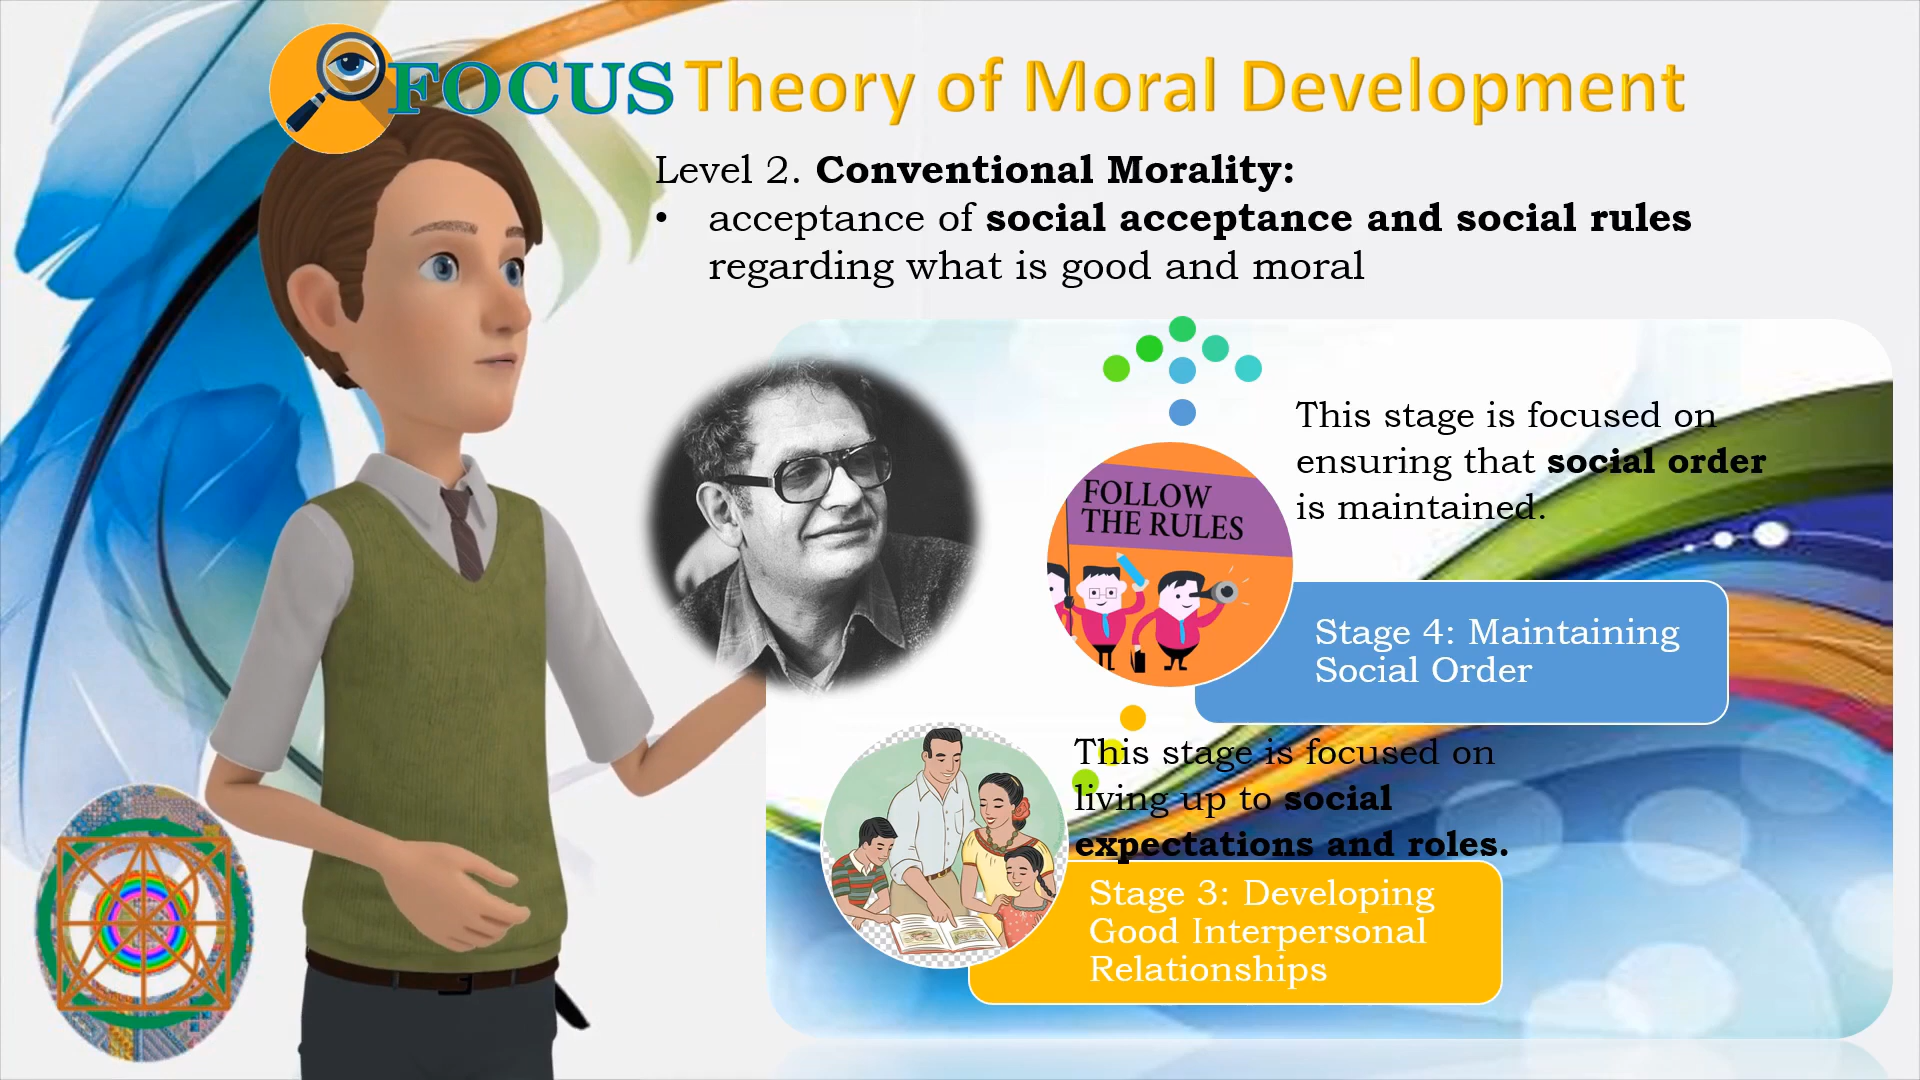 FOCUS Theory of Moral Development
Level 2. Conventional Morality:
• acceptance of social acceptance and social rules
regarding what is good and moral
This stage is focused on
ensuring that social order
is maintained.
FOLLOW
THE RULES
Stage 4: Maintaining
Social Order
This stage is focused on
living up to social
expectations and roles.
Stage 3: Developing
Good Interpersonal
Relationships